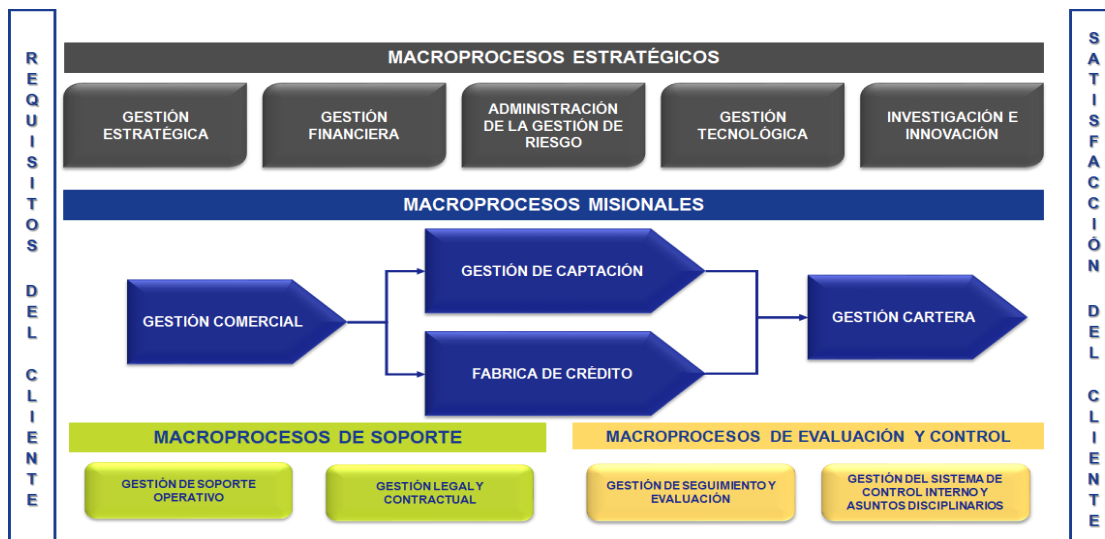 REQUISITOS DEL CLIENTE
MACROPROCESOS ESTRATÉGICOS
GESTIÓN
ESTRATÉGICA
GESTIÓN
FINANCIERA
ADMINISTRACIÓN
DE LA GESTIÓN DE
RIESGO
GESTIÓN
TECNOLÓGICA
INVESTIGACIÓN E
INNOVACIÓN
MACROPROCESOS MISIONALES
GESTIÓN COMERCIAL
GESTIÓN DE CAPTACIÓN
FABRICA DE CRÉDITO
GESTIÓN CARTERA
MACROPROCESOS DE SOPORTE
GESTIÓN DE SOPORTE
OPERATIVO
GESTIÓN LEGAL Y
CONTRACTUAL
MACROPROCESOS DE EVALUACIÓN Y CONTROL
GESTIÓN DE SEGUIMIENTO Y
EVALUACIÓN
GESTIÓN DEL SISTEMA DE
CONTROL INTERNO Y
ASUNTOS DISCIPLINARIOS
SATISFACCIÓN DEL CLIENTE